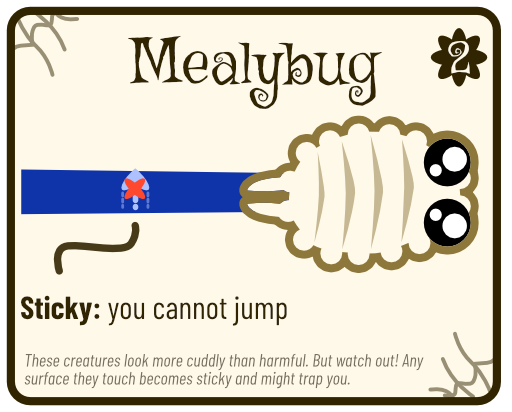 Mealybug
2
Sticky: you cannot jump
These creatures look more cuddly than harmful. But watch out! Any
surface they touch becomes sticky and might trap you.